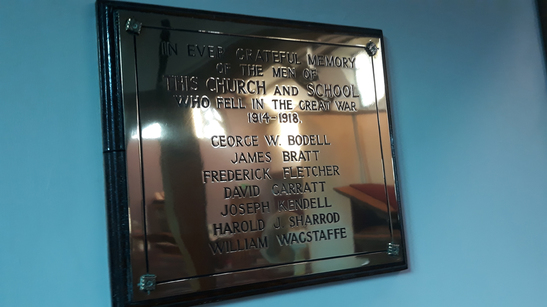 IN EVER GRATEFUL MEMORY
OF THE MEN OF
THIS CHURCH AND SCHOOL
WHO FELL IN THE GREAT WAR
1914-1918.
GEORGE W. BODELL
JAMES BRATT
FREDERICK FLETCHER
DAVID GARRATT
JOSEPH KENDELL
HAROLD J SHARROD
WILLIAM WAGSTAFFE